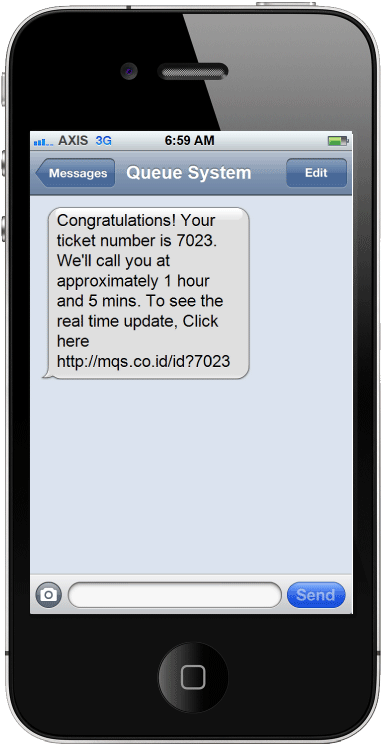 AXIS 3G 6:59 AM
Messages Queue System Edit
Congratulations! Your
ticket number is 7023.
We'll call you at
approximately 1 hour
and 5 mins. To see the
real time update, Click
here
http://mqs.co.id/id?7023
Send